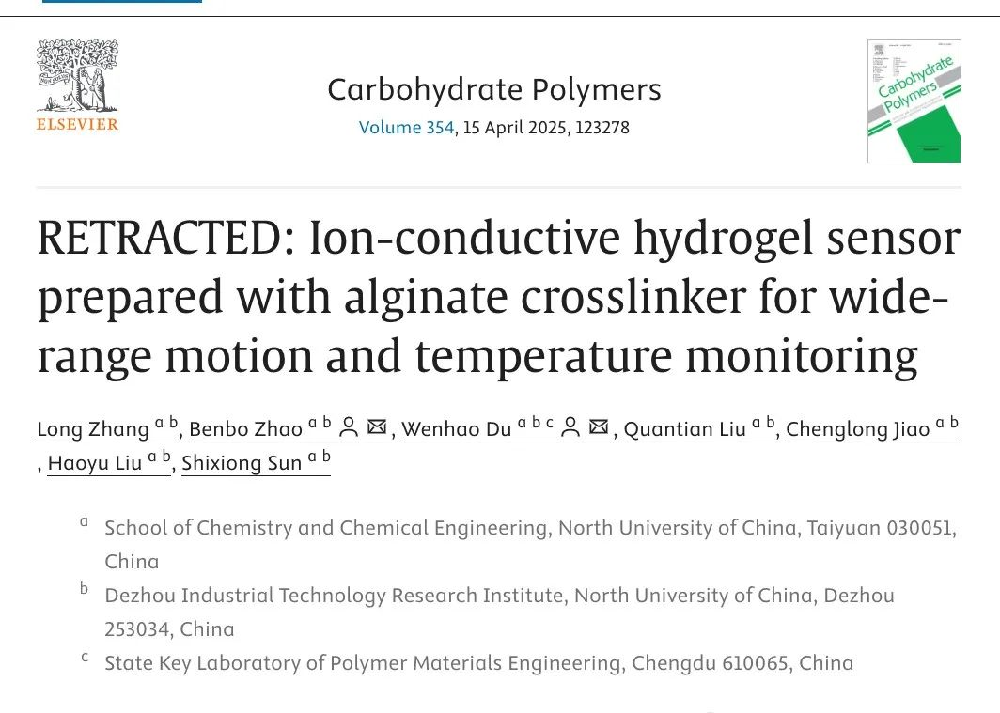 Carbohydrate Polymers
Volume 354, 15 April 2025, 123278
ELSEVIER
Carbohydrate
Polymers
RETRACTED: Ion-conductive hydrogel sensor
prepared with alginate crosslinker for wide-
range motion and temperature monitoring
Long Zhang a b, Benbo Zhao a b, Wenhao Du a b c, Quantian Liu a b, Chenglong Jiao a b
, Haoyu Liu a b, Shixiong Sun a b
a School of Chemistry and Chemical Engineering, North University of China, Taiyuan 030051,
China
b Dezhou Industrial Technology Research Institute, North University of China, Dezhou
253034, China
c State Key Laboratory of Polymer Materials Engineering, Chengdu 610065, China